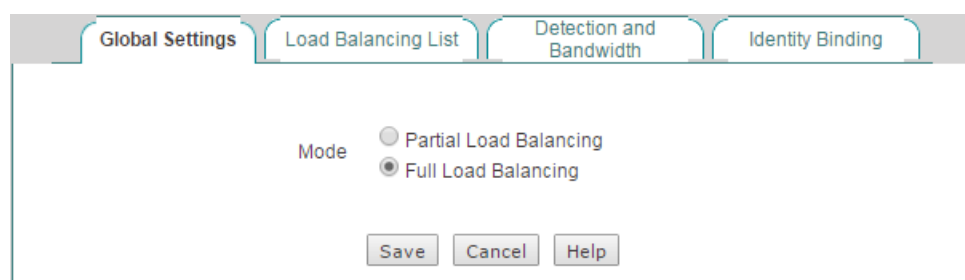 Global Settings
Load Balancing List
Detection and
Bandwidth
Identity Binding
Mode
Partial Load Balancing
Full Load Balancing
Save
Cancel
Help